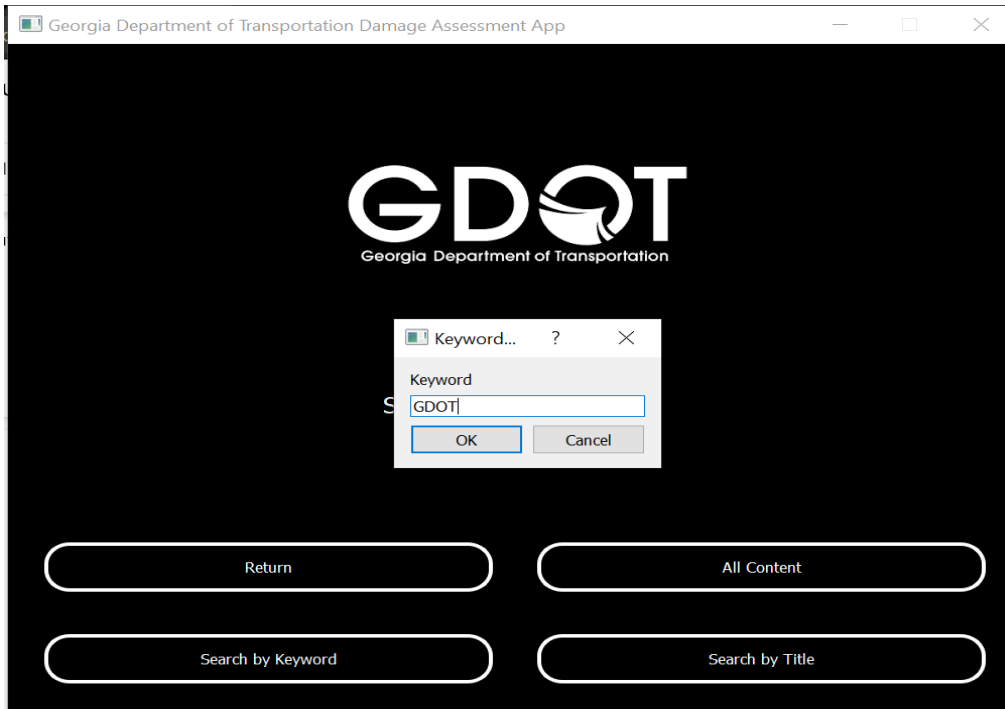 Georgia Department of Transportation Damage Assessment App
GDOT
Georgia Department of Transportation
Keyword...
?
Keyword
GDOT
OK
Cancel
Return
All Content
Search by Keyword
Search by Title